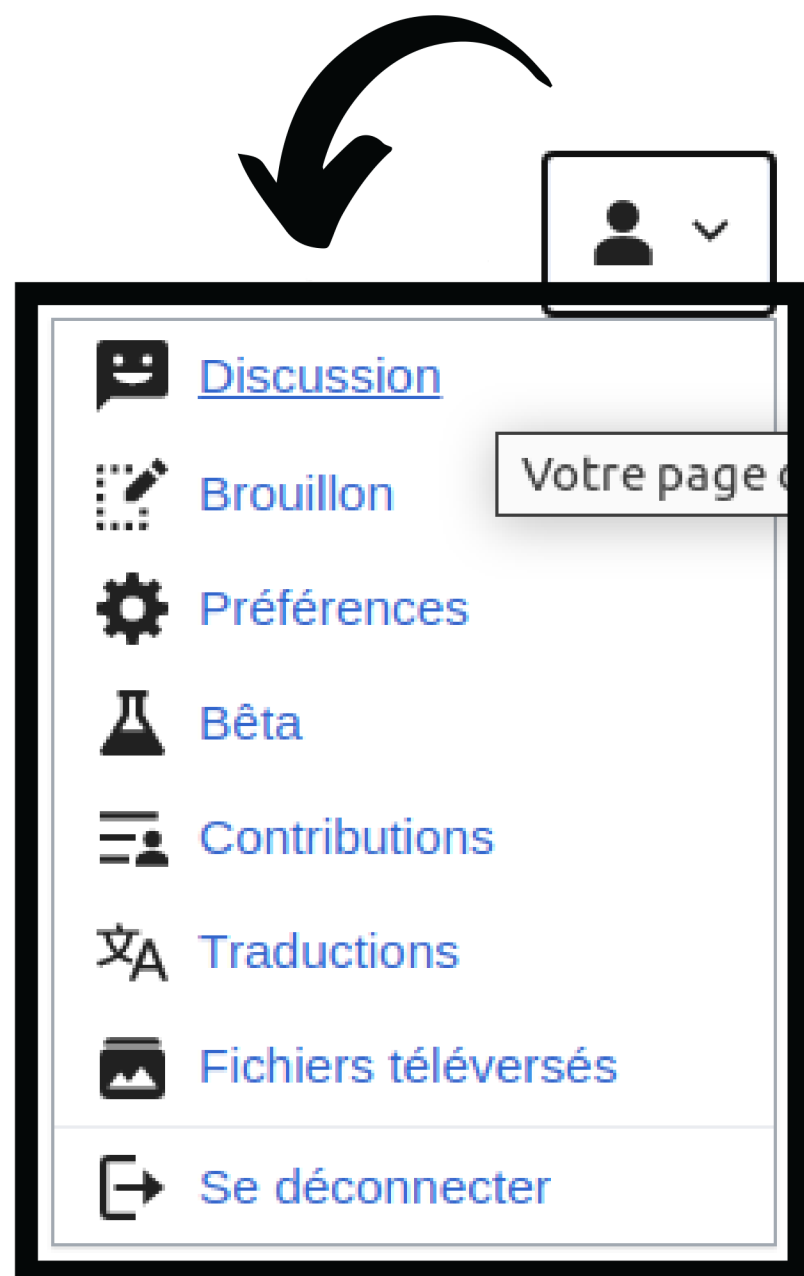 Discussion
Votre page
Brouillon
Préférences
Bêta
Contributions
Traductions
Fichiers téléversés
Se déconnecter